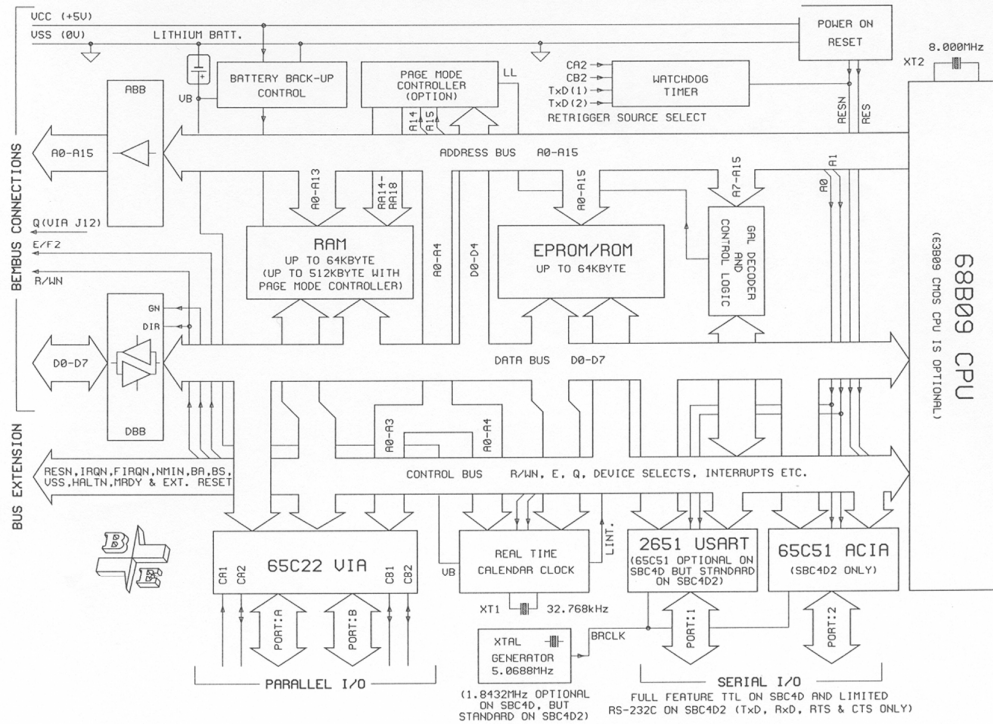 VCC (+5V)
VSS (0V)
LITHIUM BATT.
POWER ON
RESET
8.000MHz
XT2
ABB
VB
BATTERY BACK-UP
CONTROL
PAGE MODE
CONTROLLER
(OPTION)
LL
CA2
CB2
TxD(1)
TxD(2)
WATCHDOG
TIMER
RETRIGGER SOURCE SELECT
RESN
RES
A14
A15
BEMBUS CONNECTIONS
A0-A15
ADDRESS BUS A0-A15
A0-A13
RA14-
RA18
A0-A15
A7-A15
A0
A1
Q(VIA J12)
E/F2
R/WN
RAM
UP TO 64KBYTE
(UP TO 512KBYTE WITH
PAGE MODE CONTROLLER)
A0-A4
D0-D4
EPROM/ROM
UP TO 64KBYTE
GAL DECODER
AND
CONTROL LOGIC
68B09 CPU
(63B09 CMOS CPU IS OPTIONAL)
GN
DIR
D0-D7
DBB
DATA BUS D0-D7
BUS EXTENSION
A0-A3
A0-A4
RESN,IRQN,FIRQN,NMIN,BA,BS,
VSS,HALTN,MRDY & EXT. RESET
CONTROL BUS R/WN, E, Q, DEVICE SELECTS, INTERRUPTS ETC.
65C22 VIA
CA1
CA2
CB1
CB2
VB
REAL TIME
CALENDAR CLOCK
LINT.
2651 USART
(65C51 OPTIONAL ON
SBC4D BUT STANDARD
ON SBC4D2)
65C51 ACIA
(SBC4D2 ONLY)
XT1
32.768kHz
PORT:A
PORT:B
XTAL
GENERATOR
5.0688MHz
BRCLK
PORT:1
PORT:2
PARALLEL I/O
(1.8432MHz OPTIONAL
ON SBC4D, BUT
STANDARD ON SBC4D2)
SERIAL I/O
FULL FEATURE TTL ON SBC4D AND LIMITED
RS-232C ON SBC4D2 (TxD, RxD, RTS & CTS ONLY)